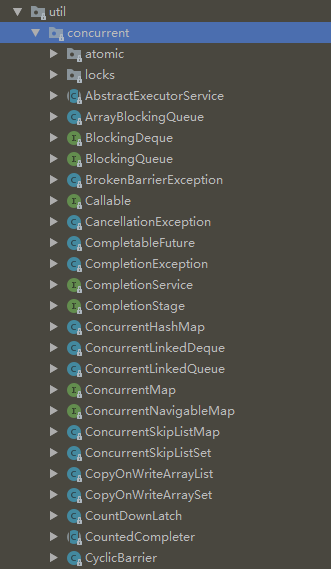 util
concurrent
atomic
locks
AbstractExecutorService
ArrayBlockingQueue
BlockingDeque
BlockingQueue
BrokenBarrierException
Callable
CancellationException
CompletableFuture
CompletionException
CompletionService
CompletionStage
ConcurrentHashMap
ConcurrentLinkedDeque
ConcurrentLinkedQueue
ConcurrentMap
ConcurrentNavigableMap
ConcurrentSkipListMap
ConcurrentSkipListSet
CopyOnWriteArrayList
CopyOnWriteArraySet
CountDownLatch
CountedCompleter
CyclicBarrier